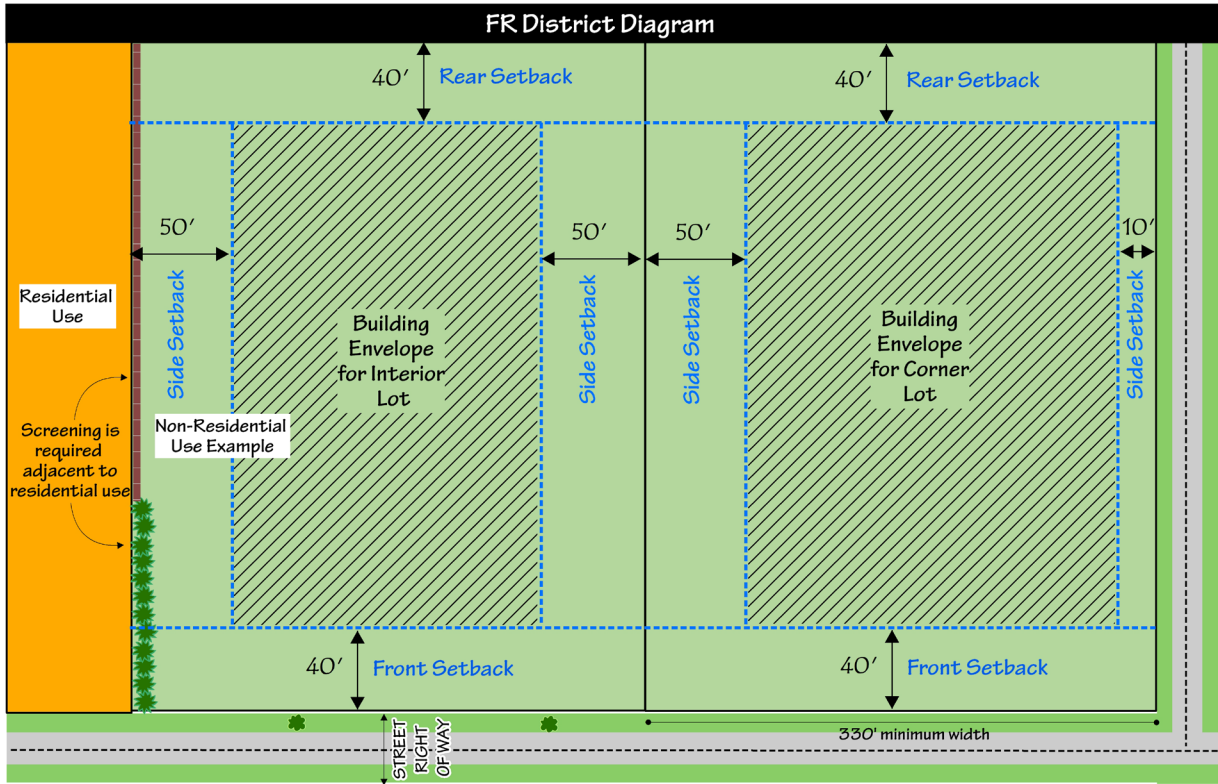 FR District Diagram
40'
Rear Setback
40'
Rear Setback
50'
50'
50'
10'
Side Setback
Side Setback
Side Setback
Side Setback
Residential
Use
Building
Envelope
for Interior
Lot
Building
Envelope
for Corner
Lot
Non-Residential
Use Example
Screening is
required
adjacent to
residential use
40'
Front Setback
40'
Front Setback
STREET
RIGHT
OF WAY
330' minimum width